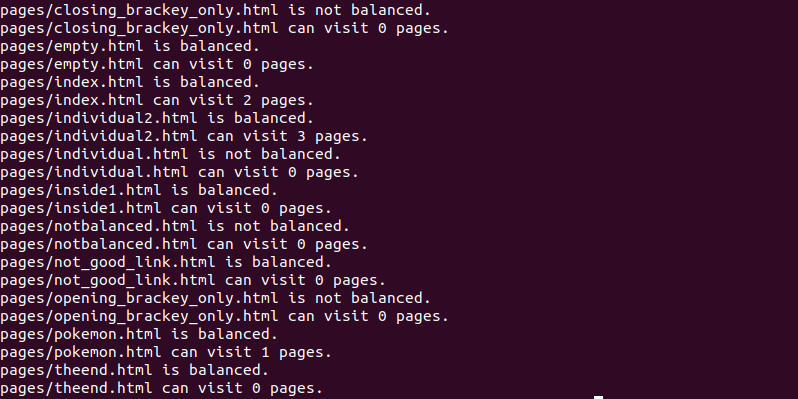 pages/closing_brackey_only.html is not balanced.
pages/closing_brackey_only.html can visit 0 pages.
pages/empty.html is balanced.
pages/empty.html can visit 0 pages.
pages/index.html is balanced.
pages/index.html can visit 2 pages.
pages/individual2.html is balanced.
pages/individual2.html can visit 3 pages.
pages/individual.html is not balanced.
pages/individual.html can visit 0 pages.
pages/inside1.html is balanced.
pages/inside1.html can visit 0 pages.
pages/notbalanced.html is not balanced.
pages/notbalanced.html can visit 0 pages.
pages/not_good_link.html is balanced.
pages/not_good_link.html can visit 0 pages.
pages/opening_brackey_only.html is not balanced.
pages/opening_brackey_only.html can visit 0 pages.
pages/pokemon.html is balanced.
pages/pokemon.html can visit 1 pages.
pages/theend.html is balanced.
pages/theend.html can visit 0 pages.